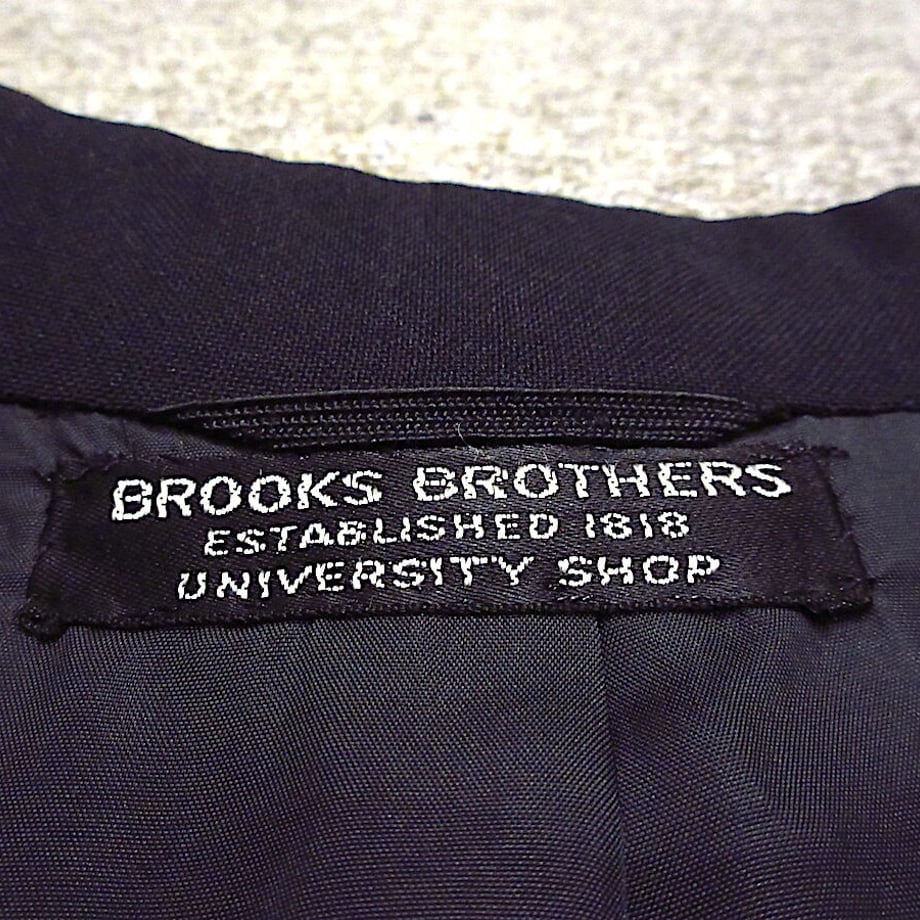 BROOKS BROTHERS
ESTABLISHED 1818
UNIVERSITY SHOP